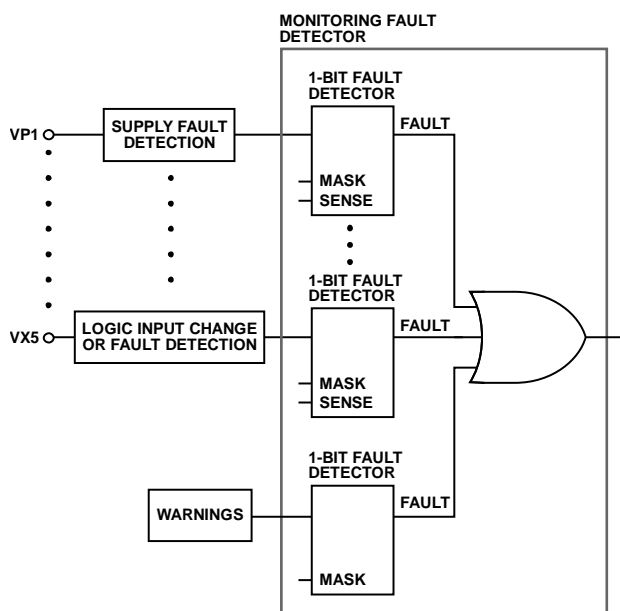 MONITORING FAULT
DETECTOR
1-BIT FAULT
DETECTOR
FAULT
VP1
SUPPLY FAULT
DETECTION
MASK
SENSE
1-BIT FAULT
DETECTOR
FAULT
VX5
LOGIC INPUT CHANGE
OR FAULT DETECTION
MASK
SENSE
1-BIT FAULT
DETECTOR
FAULT
WARNINGS
MASK